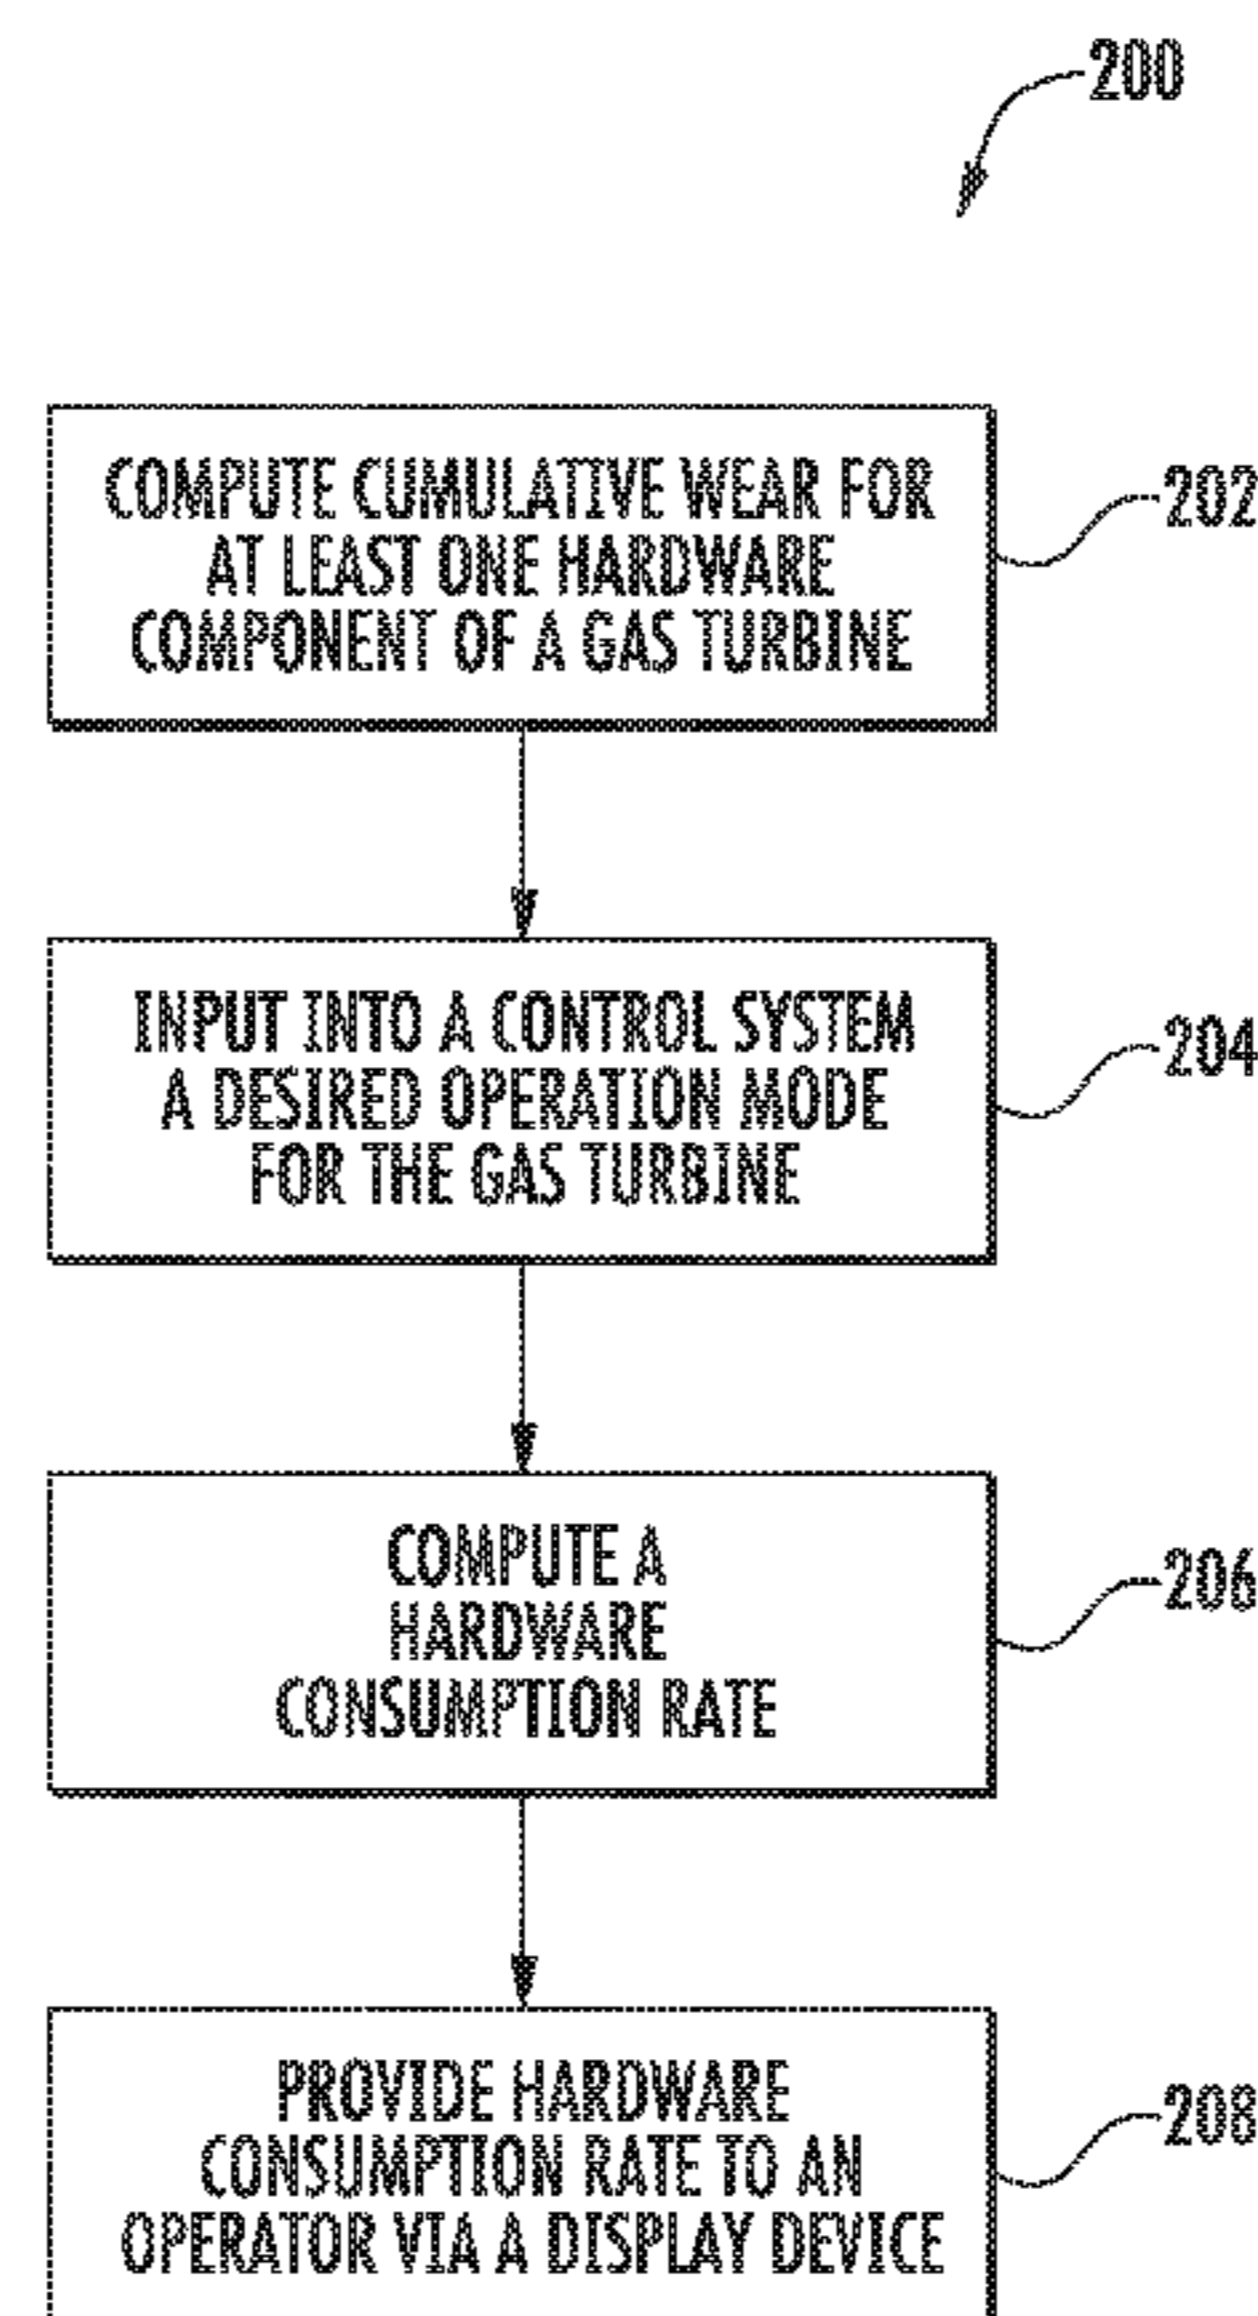 200
COMPUTE CUMULATIVE WEAR FOR
AT LEAST ONE HARDWARE
COMPONENT OF A GAS TURBINE
202
INPUT INTO A CONTROL SYSTEM
A DESIRED OPERATION MODE
FOR THE GAS TURBINE
204
COMPUTE A
HARDWARE
CONSUMPTION RATE
206
PROVIDE HARDWARE
CONSUMPTION RATE TO AN
OPERATOR VIA A DISPLAY DEVICE
208